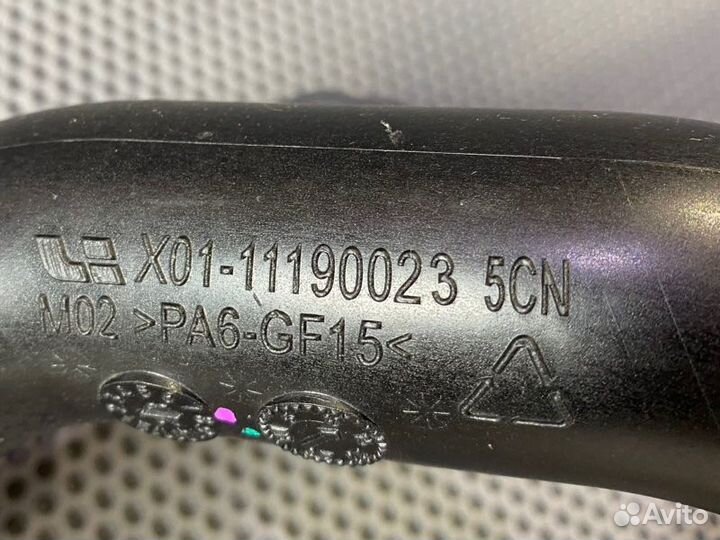 X01-11190023 5CN
M02 >PA6-GF15<
Avito